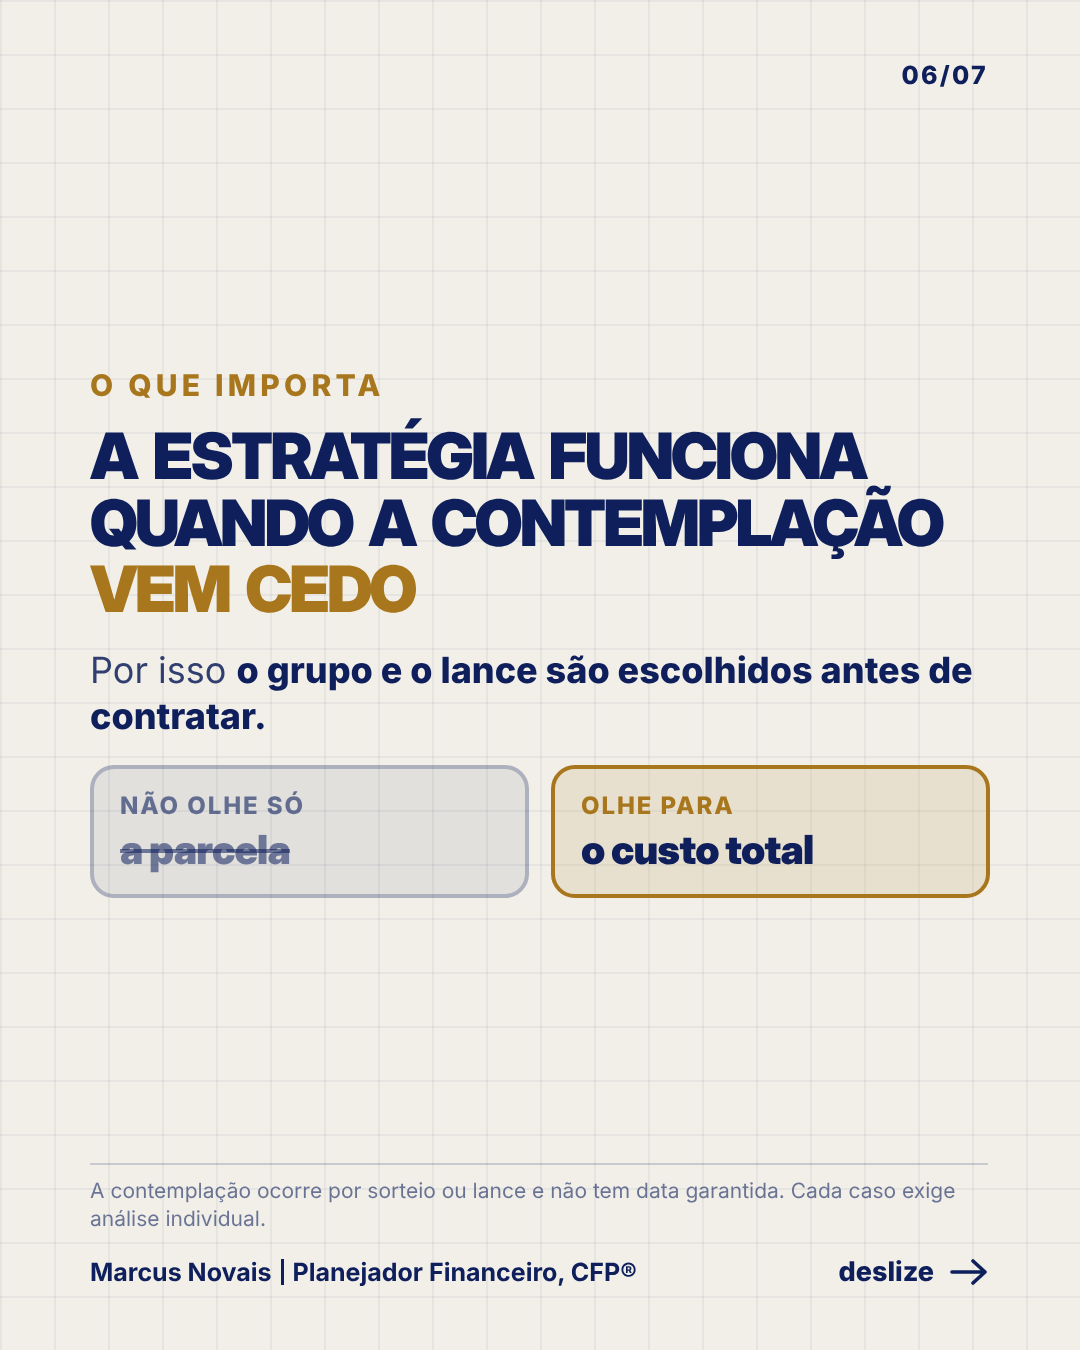 06/07
O QUE IMPORTA
A ESTRATÉGIA FUNCIONA
QUANDO A CONTEMPLAÇÃO
VEM CEDO
Por isso o grupo e o lance são escolhidos antes de
contratar.
NÃO OLHE SÓ
a parcela
OLHE PARA
o custo total
A contemplação ocorre por sorteio ou lance e não tem data garantida. Cada caso exige
análise individual.
Marcus Novais | Planejador Financeiro, CFP®
deslize →